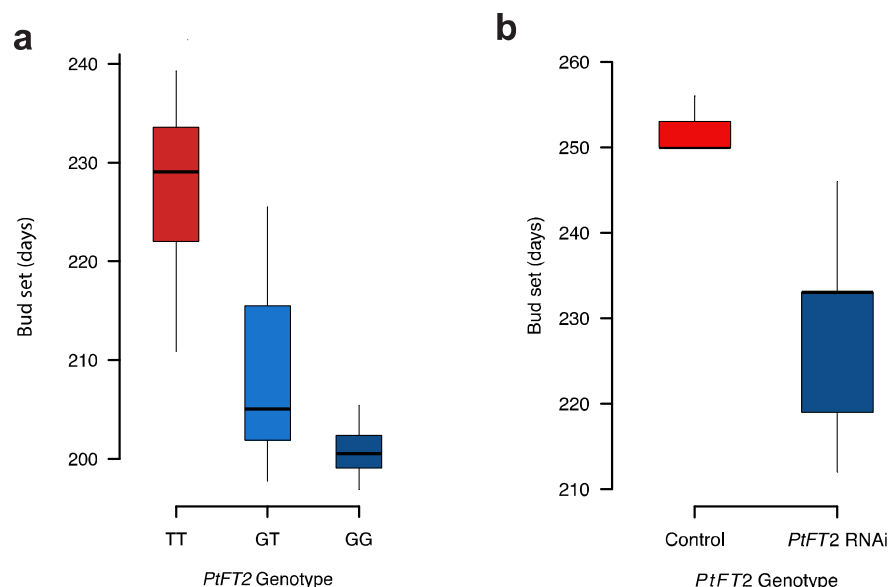 a
240
230
220
210
200
Bud set (days)
TT GT GG
PtFT2 Genotype
b
260
250
240
230
220
210
Bud set (days)
Control PtFT2 RNAi
PtFT2 Genotype